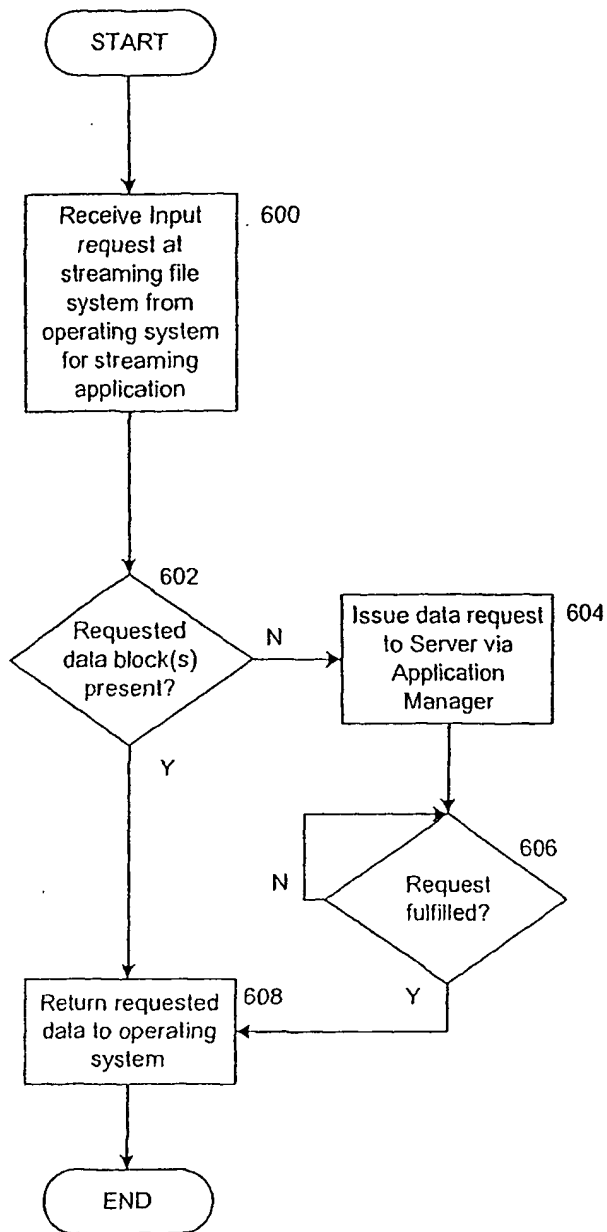 START
Receive Input
request at
streaming file
system from
operating system
for streaming
application
600
602
Requested
data block(s)
present?
N
Y
Issue data request
to Server via
Application
Manager
604
606
Request
fulfilled?
N
Y
Return requested
data to operating
system
608
END